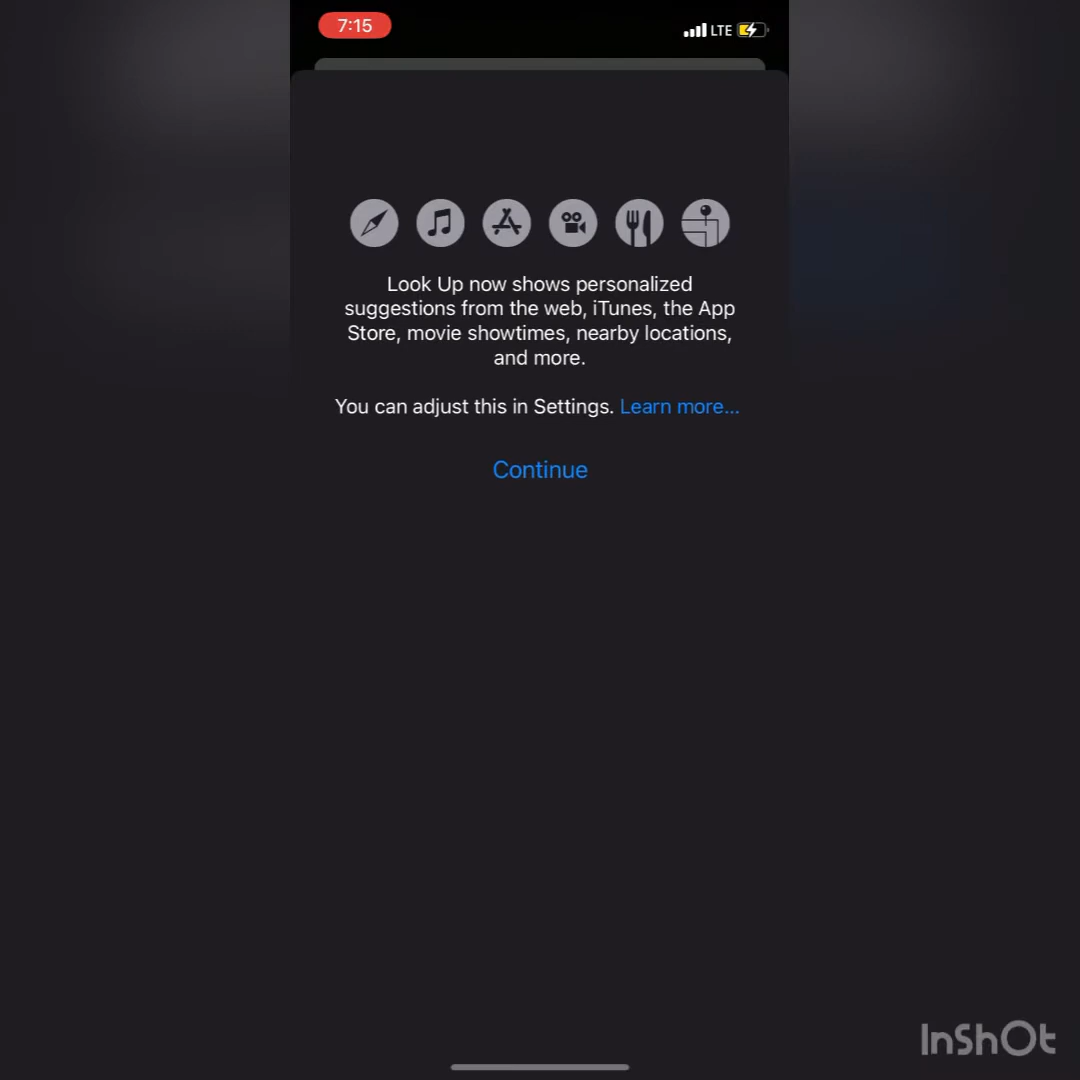 7:15
LTE
Look Up now shows personalized
suggestions from the web, iTunes, the App
Store, movie showtimes, nearby locations,
and more.
You can adjust this in Settings. Learn more...
Continue
InShOt